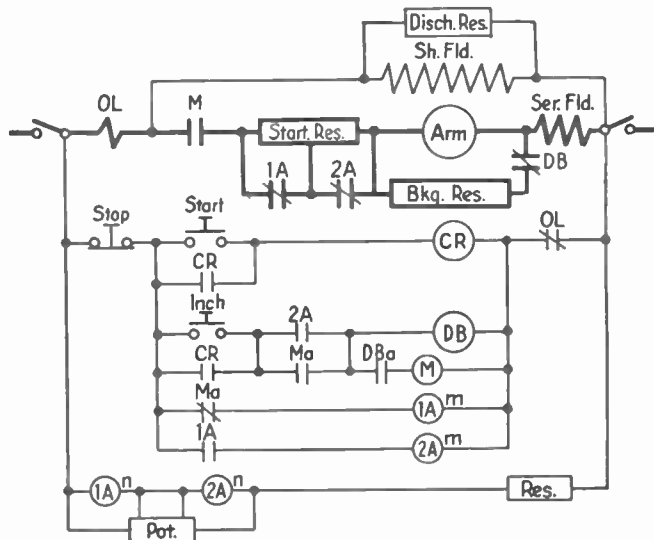 Disch. Res.
Sh. Fld.
OL
M
Start. Res.
Arm
Ser. Fld.
1A
2A
DB
Bkg. Res.
Stop
Start
CR
OL
CR
Inch
2A
DB
CR
Ma
DBa
M
Ma
1A m
1A
2A m
1A n
2A n
Pot.
Res.